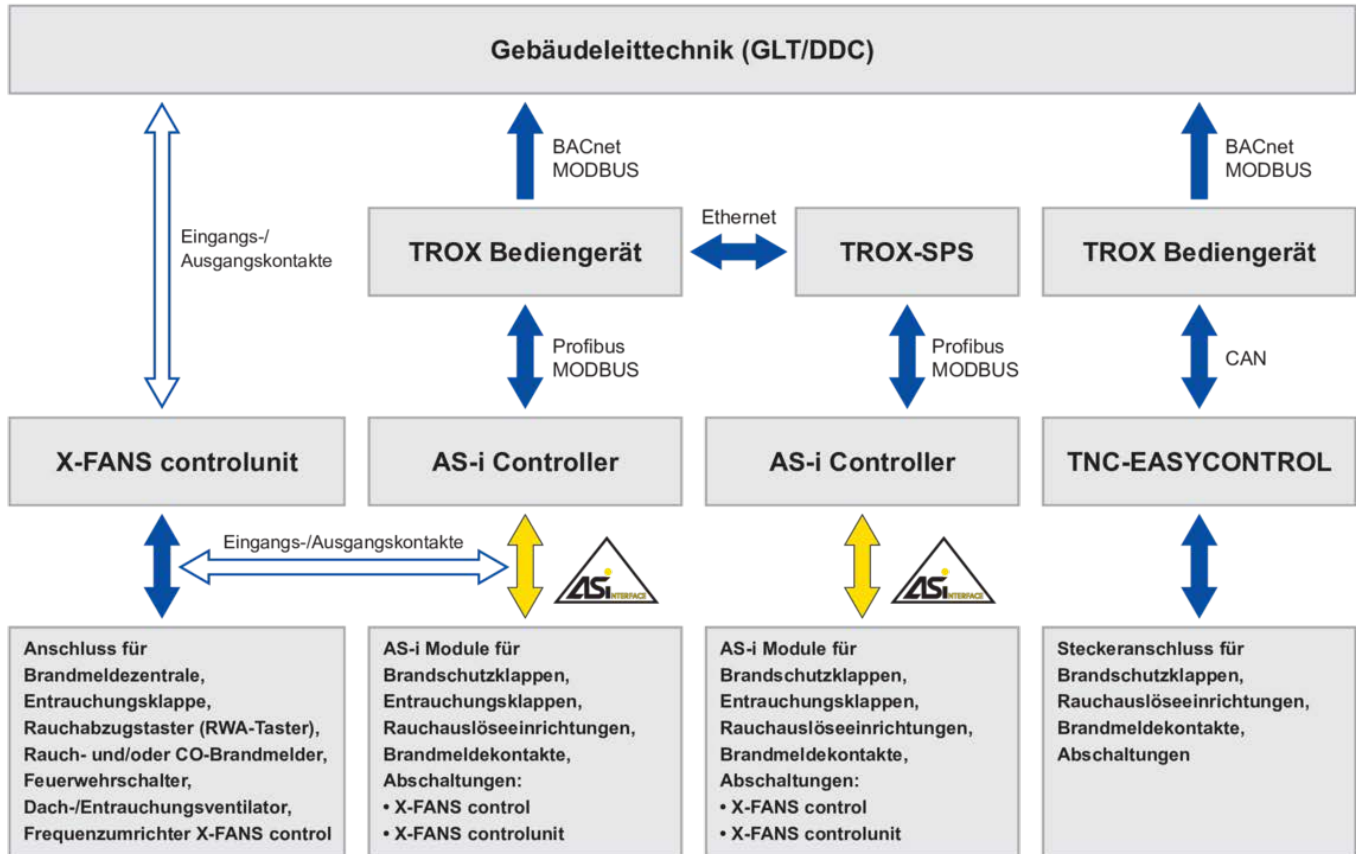 Gebäudeleittechnik (GLT/DDC)
Eingangs-/
Ausgangskontakte
BACnet
MODBUS
BACnet
MODBUS
TROX Bediengerät
Ethernet
TROX-SPS
TROX Bediengerät
Profibus
MODBUS
Profibus
MODBUS
CAN
X-FANS controlunit
AS-i Controller
AS-i Controller
TNC-EASYCONTROL
Eingangs-/Ausgangskontakte
ASi INTERFACE
ASi INTERFACE
Anschluss für
Brandmeldezentrale,
Entrauchungsklappe,
Rauchabzugstaster (RWA-Taster),
Rauch- und/oder CO-Brandmelder,
Feuerwehrschalter,
Dach-/Entrauchungsventilator,
Frequenzumrichter X-FANS control
AS-i Module für
Brandschutzklappen,
Entrauchungsklappen,
Rauchauslöseeinrichtungen,
Brandmeldekontakte,
Abschaltungen:
• X-FANS control
• X-FANS controlunit
AS-i Module für
Brandschutzklappen,
Entrauchungsklappen,
Rauchauslöseeinrichtungen,
Brandmeldekontakte,
Abschaltungen:
• X-FANS control
• X-FANS controlunit
Steckeranschluss für
Brandschutzklappen,
Rauchauslöseeinrichtungen,
Brandmeldekontakte,
Abschaltungen